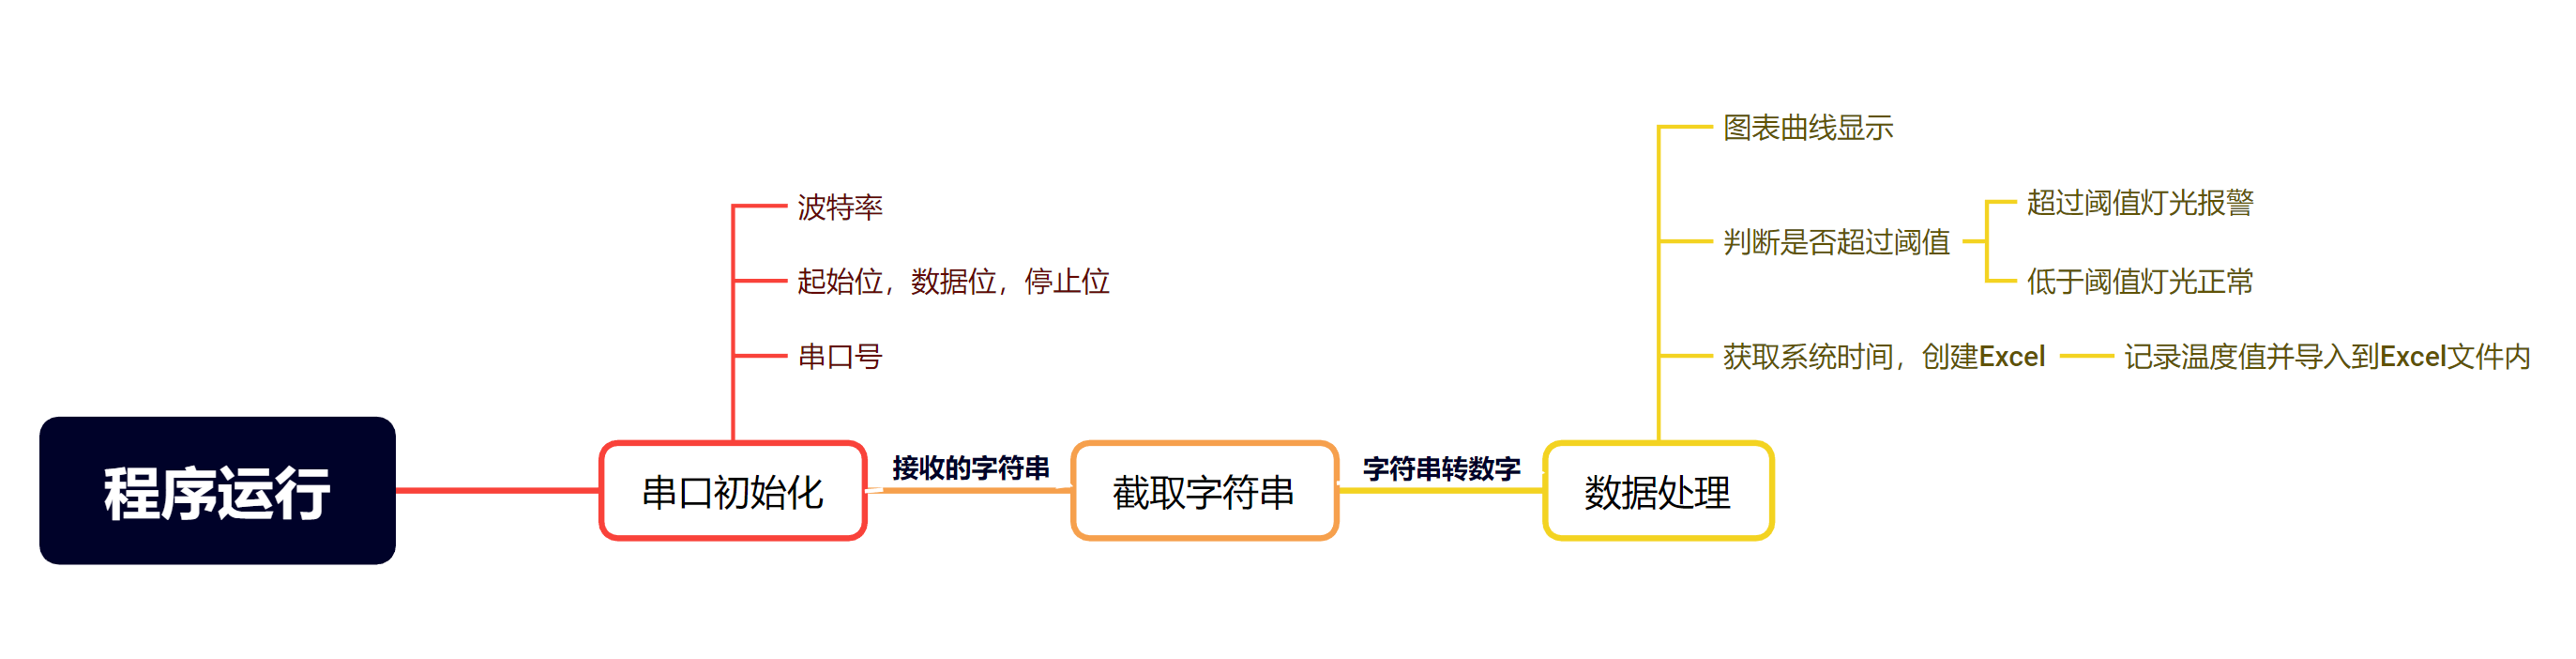 程序运行
串口初始化
波特率
起始位，数据位，停止位
串口号
接收的字符串
截取字符串
字符串转数字
数据处理
图表曲线显示
判断是否超过阈值
超过阈值灯光报警
低于阈值灯光正常
获取系统时间，创建Excel
记录温度值并导入到Excel文件内